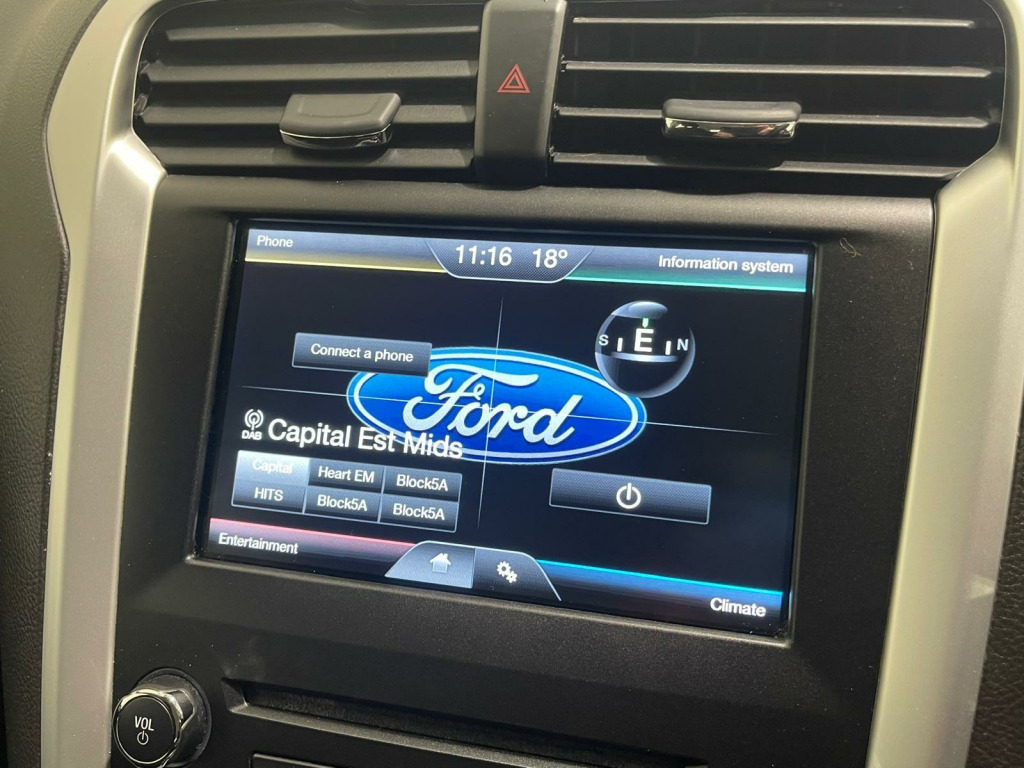 Phone
11:16 18°
Information system
S E N
Connect a phone
Ford
DAB
Capital Est Mids
Capital Heart EM Block5A
HITS Block5A Block5A
Entertainment
Climate
VOL